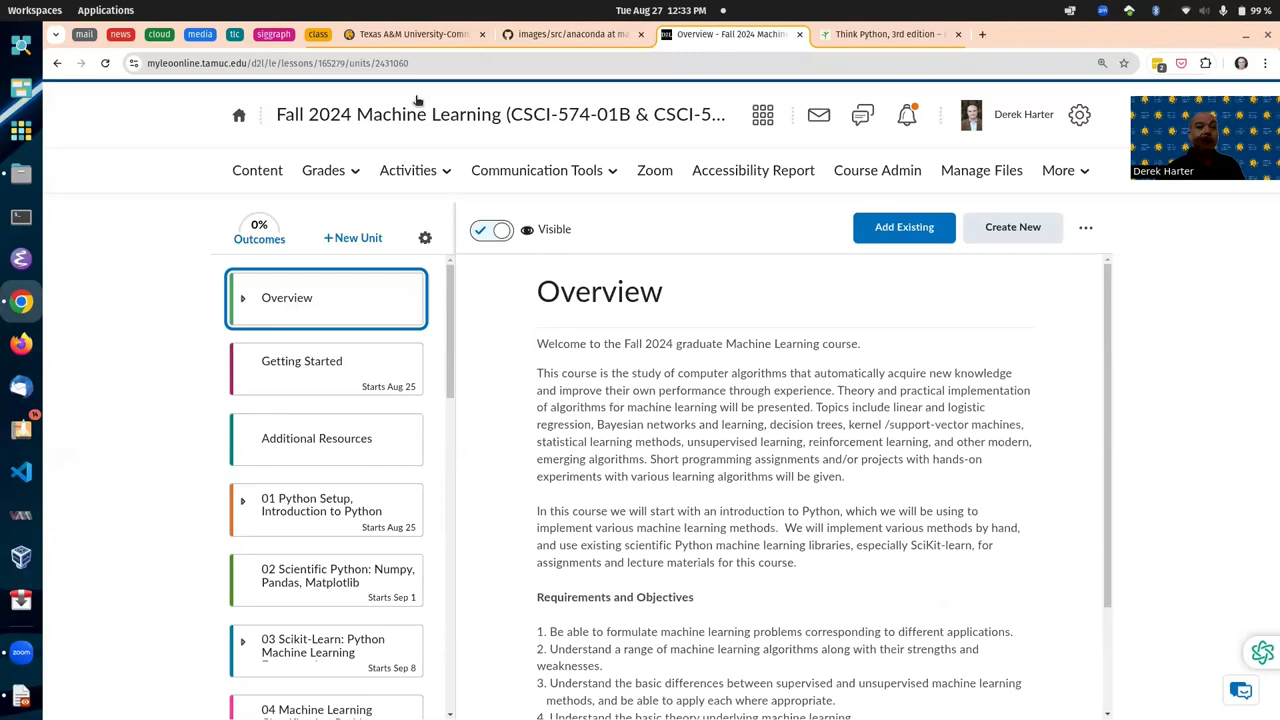 Workspaces
Applications
Tue Aug 27 12:33 PM
99 %
mail
news
cloud
media
tlc
siggraph
class
Texas A&M University-Com
images/src/anaconda at ma
Overview - Fall 2024 Machin
Think Python, 3rd edition –
myleoonline.tamuc.edu/d2l/le/lessons/165279/units/2431060
2
Fall 2024 Machine Learning (CSCI-574-01B & CSCI-5...
Derek Harter
Derek Harter
Content
Grades
Activities
Communication Tools
Zoom
Accessibility Report
Course Admin
Manage Files
More
0%
Outcomes
+ New Unit
Visible
Add Existing
Create New
Overview
Getting Started
Starts Aug 25
Additional Resources
01 Python Setup,
Introduction to Python
Starts Aug 25
02 Scientific Python: Numpy,
Pandas, Matplotlib
Starts Sep 1
03 Scikit-Learn: Python
Machine Learning
Starts Sep 8
04 Machine Learning
14
zoom
Overview
Welcome to the Fall 2024 graduate Machine Learning course.
This course is the study of computer algorithms that automatically acquire new knowledge
and improve their own performance through experience. Theory and practical implementation
of algorithms for machine learning will be presented. Topics include linear and logistic
regression, Bayesian networks and learning, decision trees, kernel /support-vector machines,
statistical learning methods, unsupervised learning, reinforcement learning, and other modern,
emerging algorithms. Short programming assignments and/or projects with hands-on
experiments with various learning algorithms will be given.
In this course we will start with an introduction to Python, which we will be using to
implement various machine learning methods. We will implement various methods by hand,
and use existing scientific Python machine learning libraries, especially SciKit-learn, for
assignments and lecture materials for this course.
Requirements and Objectives
1. Be able to formulate machine learning problems corresponding to different applications.
2. Understand a range of machine learning algorithms along with their strengths and
weaknesses.
3. Understand the basic differences between supervised and unsupervised machine learning
methods, and be able to apply each where appropriate.
4. Understand the basic theory underlying machine learning